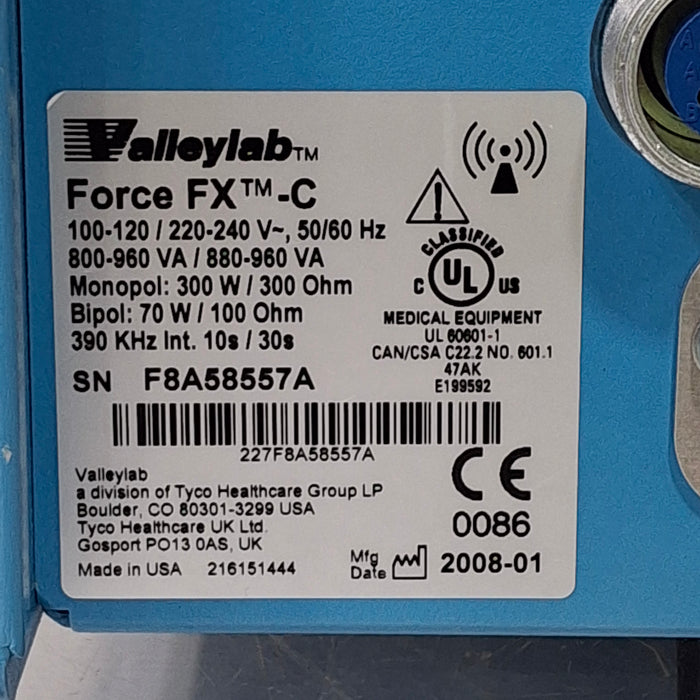 Valleylab™
Force FX™-C
100-120 / 220-240 V~, 50/60 Hz
800-960 VA / 880-960 VA
Monopol: 300 W / 300 Ohm
Bipol: 70 W / 100 Ohm
390 KHz Int. 10s / 30s
CLASSIFIED
C UL US
MEDICAL EQUIPMENT
UL 60601-1
CAN/CSA C22.2 NO. 601.1
47AK
E199592
SN F8A58557A
227F8A58557A
Valleylab
a division of Tyco Healthcare Group LP
Boulder, CO 80301-3299 USA
Tyco Healthcare UK Ltd.
Gosport PO13 0AS, UK
Made in USA 216151444
CE
0086
Mfg
Date 2008-01